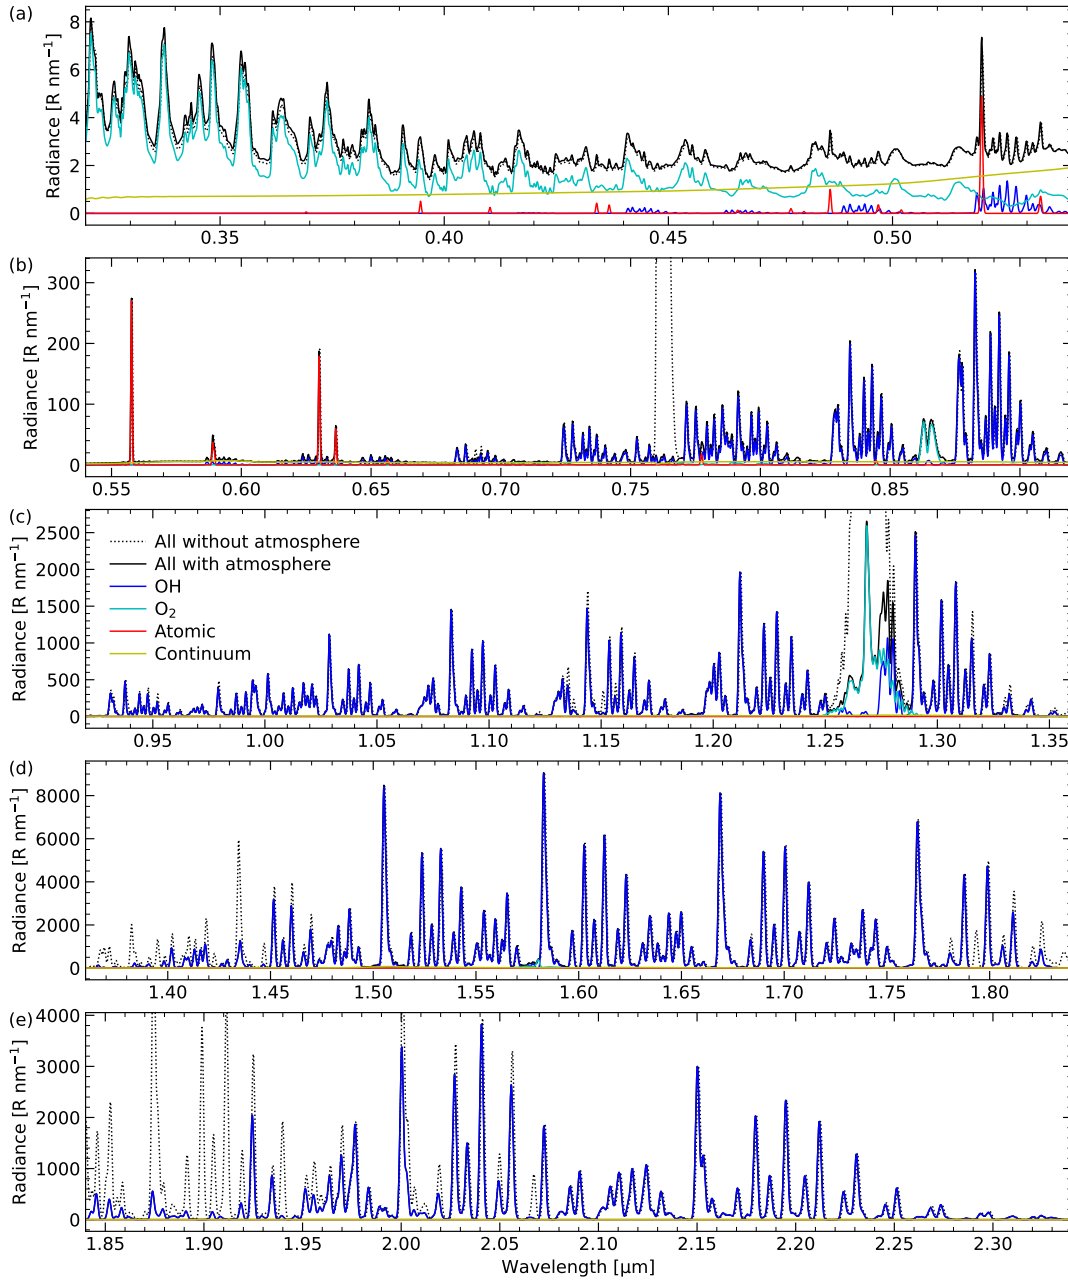 (a)
Radiance [R nm⁻¹]
8
6
4
2
0
0.35 0.40 0.45 0.50
(b)
Radiance [R nm⁻¹]
300
200
100
0
0.55 0.60 0.65 0.70 0.75 0.80 0.85 0.90
(c)
Radiance [R nm⁻¹]
2500
2000
1500
1000
500
0
All without atmosphere
All with atmosphere
OH
O₂
Atomic
Continuum
0.95 1.00 1.05 1.10 1.15 1.20 1.25 1.30 1.35
(d)
Radiance [R nm⁻¹]
8000
6000
4000
2000
0
1.40 1.45 1.50 1.55 1.60 1.65 1.70 1.75 1.80
(e)
Radiance [R nm⁻¹]
4000
3000
2000
1000
0
1.85 1.90 1.95 2.00 2.05 2.10 2.15 2.20 2.25 2.30
Wavelength [μm]